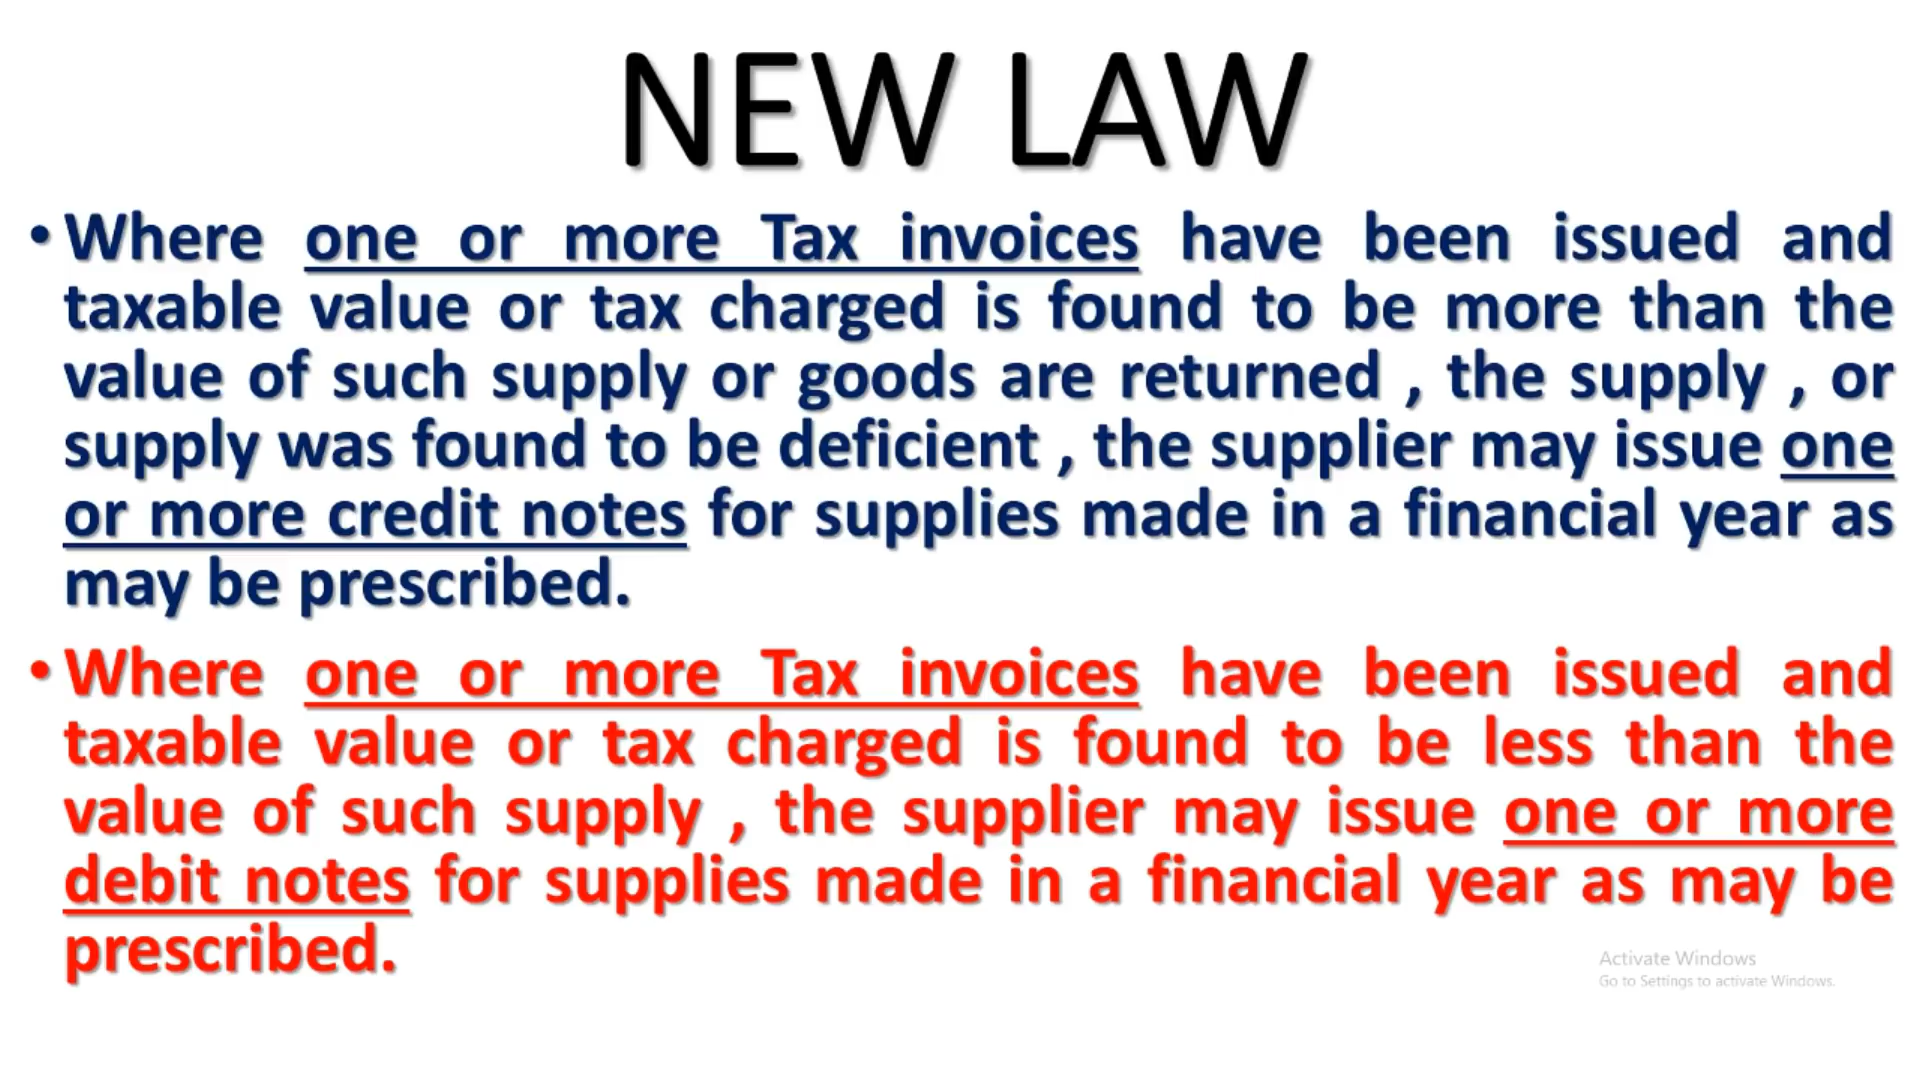 NEW LAW
• Where one or more Tax invoices have been issued and
taxable value or tax charged is found to be more than the
value of such supply or goods are returned , the supply , or
supply was found to be deficient , the supplier may issue one
or more credit notes for supplies made in a financial year as
may be prescribed.
• Where one or more Tax invoices have been issued and
taxable value or tax charged is found to be less than the
value of such supply , the supplier may issue one or more
debit notes for supplies made in a financial year as may be
prescribed.
Activate Windows
Go to Settings to activate Windows.